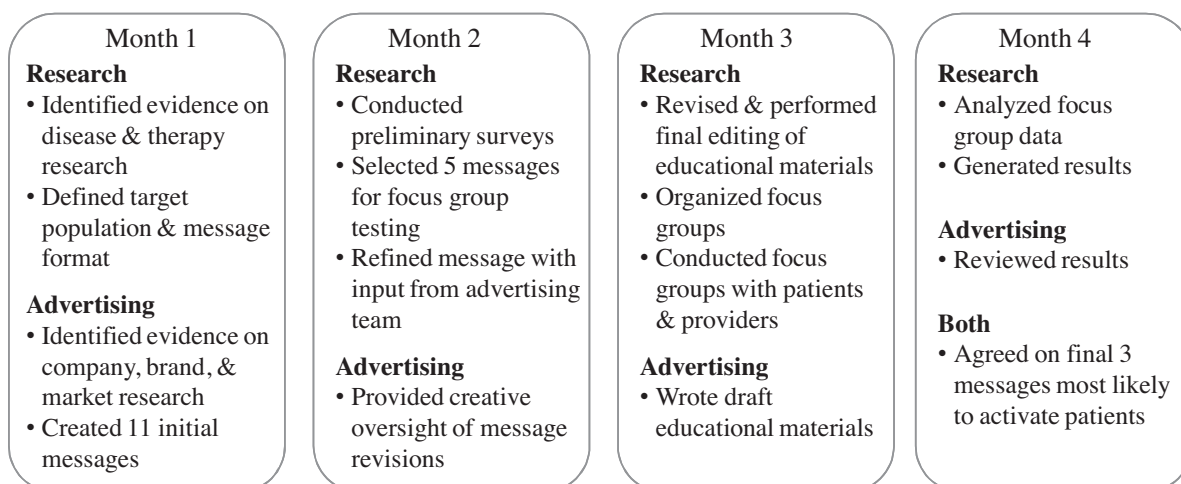 Month 1
Research
• Identified evidence on
disease & therapy
research
• Defined target
population & message
format
Advertising
• Identified evidence on
company, brand, &
market research
• Created 11 initial
messages
Month 2
Research
• Conducted
preliminary surveys
• Selected 5 messages
for focus group
testing
• Refined message with
input from advertising
team
Advertising
• Provided creative
oversight of message
revisions
Month 3
Research
• Revised & performed
final editing of
educational materials
• Organized focus
groups
• Conducted focus
groups with patients
& providers
Advertising
• Wrote draft
educational materials
Month 4
Research
• Analyzed focus
group data
• Generated results
Advertising
• Reviewed results
Both
• Agreed on final 3
messages most likely
to activate patients